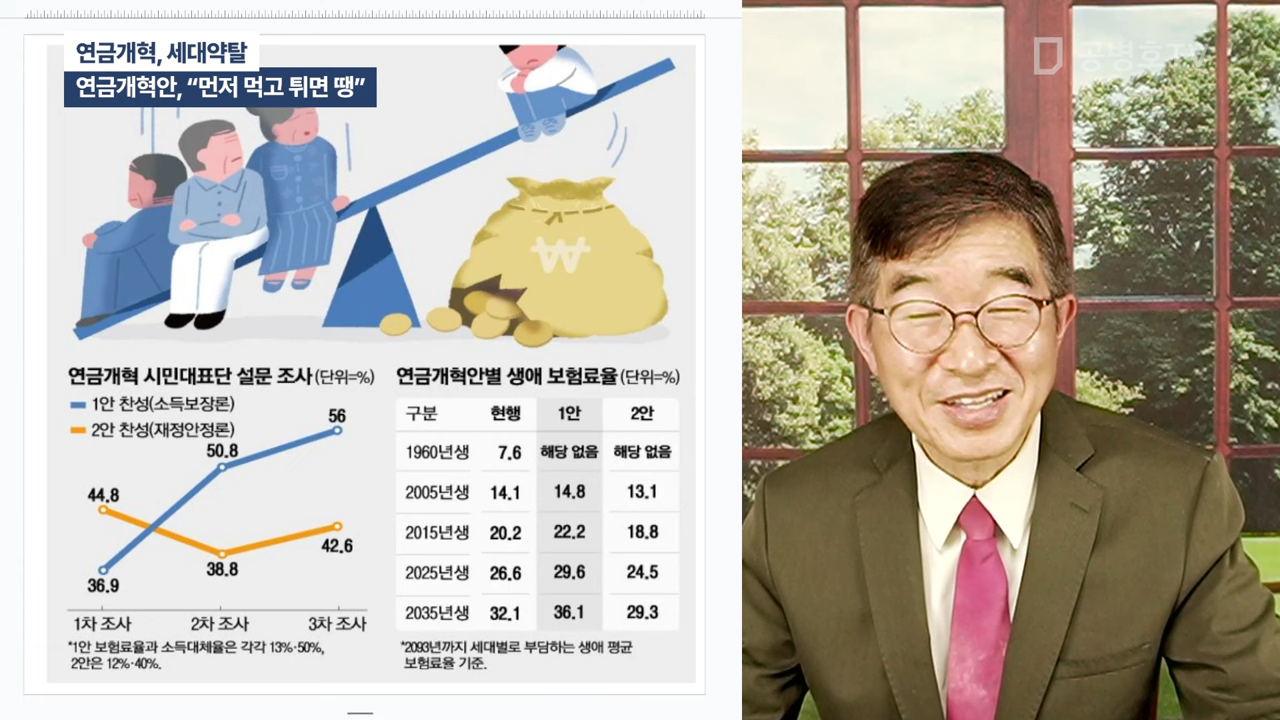 연금개혁, 세대약탈
연금개혁안, “먼저 먹고 튀면 땡”
공병호TV
₩
연금개혁 시민대표단 설문 조사 (단위=%)
1안 찬성(소득보장론)
2안 찬성(재정안정론)
56
50.8
44.8
42.6
38.8
36.9
1차 조사 2차 조사 3차 조사
*1안 보험료율과 소득대체율은 각각 13%·50%,
2안은 12%·40%.
연금개혁안별 생애 보험료율 (단위=%)
구분 현행 1안 2안
1960년생 7.6 해당 없음 해당 없음
2005년생 14.1 14.8 13.1
2015년생 20.2 22.2 18.8
2025년생 26.6 29.6 24.5
2035년생 32.1 36.1 29.3
*2093년까지 세대별로 부담하는 생애 평균
보험료율 기준.